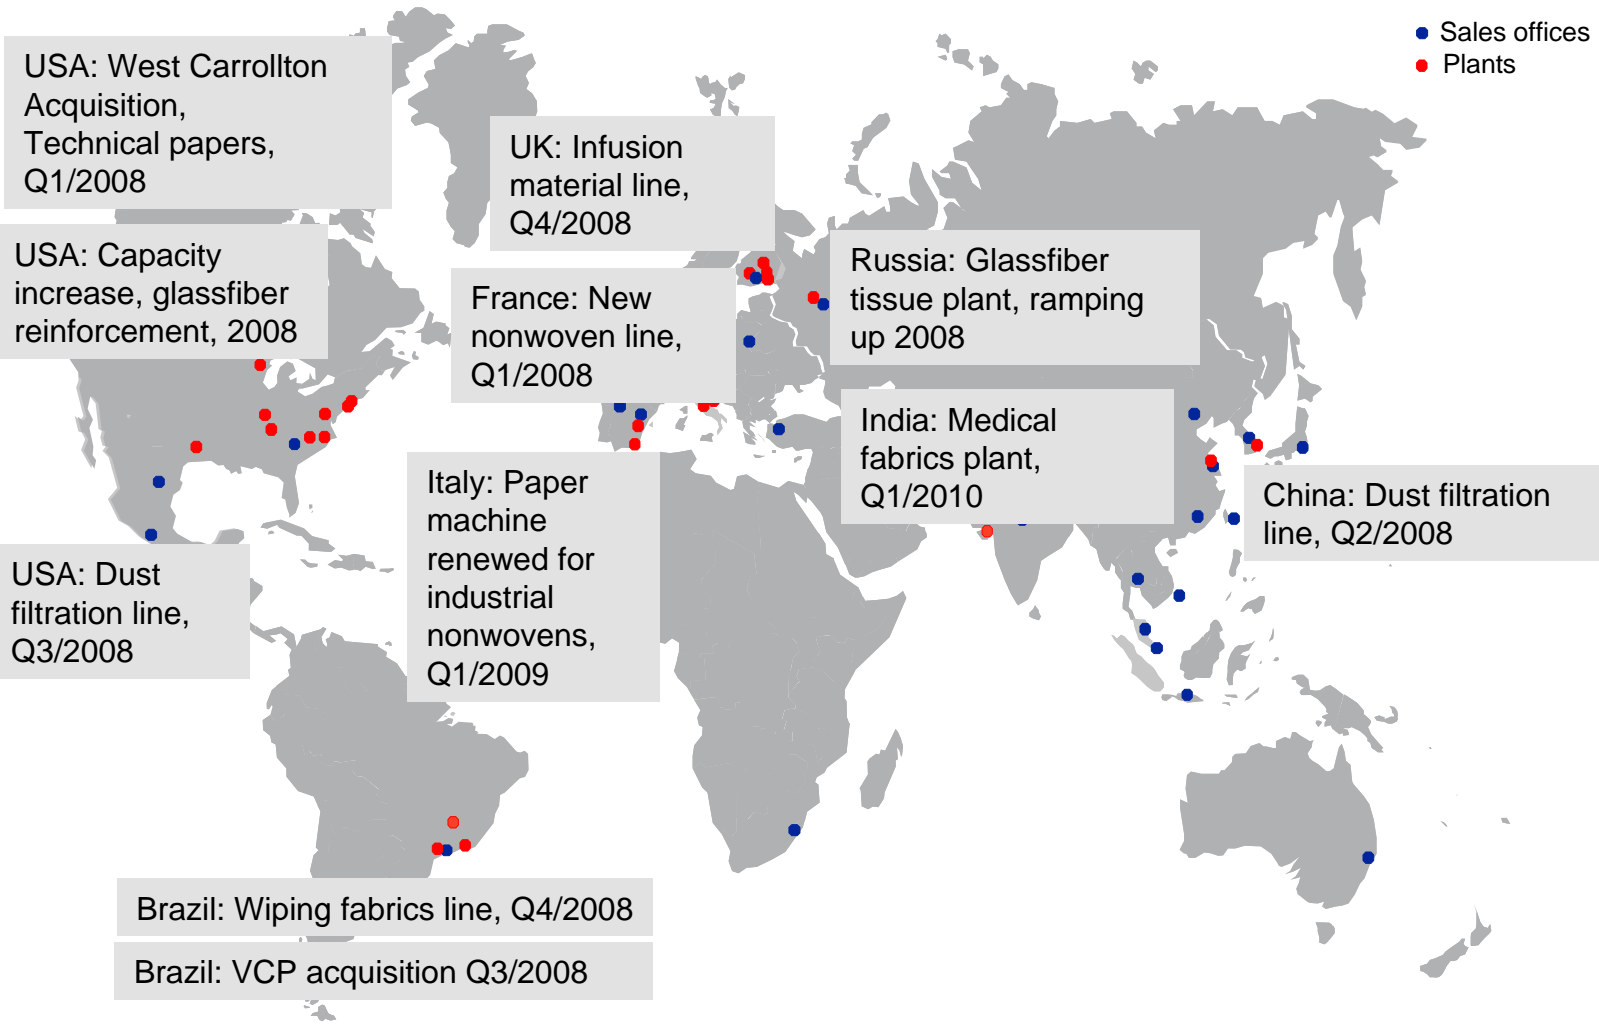 Sales offices
Plants
USA: West Carrollton
Acquisition,
Technical papers,
Q1/2008
UK: Infusion
material line,
Q4/2008
USA: Capacity
increase, glassfiber
reinforcement, 2008
France: New
nonwoven line,
Q1/2008
Russia: Glassfiber
tissue plant, ramping
up 2008
India: Medical
fabrics plant,
Q1/2010
Italy: Paper
machine
renewed for
industrial
nonwovens,
Q1/2009
China: Dust filtration
line, Q2/2008
USA: Dust
filtration line,
Q3/2008
Brazil: Wiping fabrics line, Q4/2008
Brazil: VCP acquisition Q3/2008